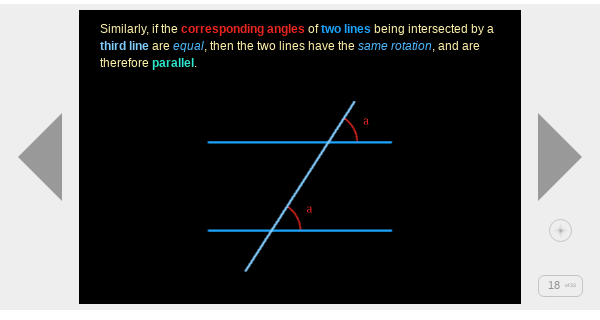 Similarly, if the corresponding angles of two lines being intersected by a
third line are equal, then the two lines have the same rotation, and are
therefore parallel.
a
a
18